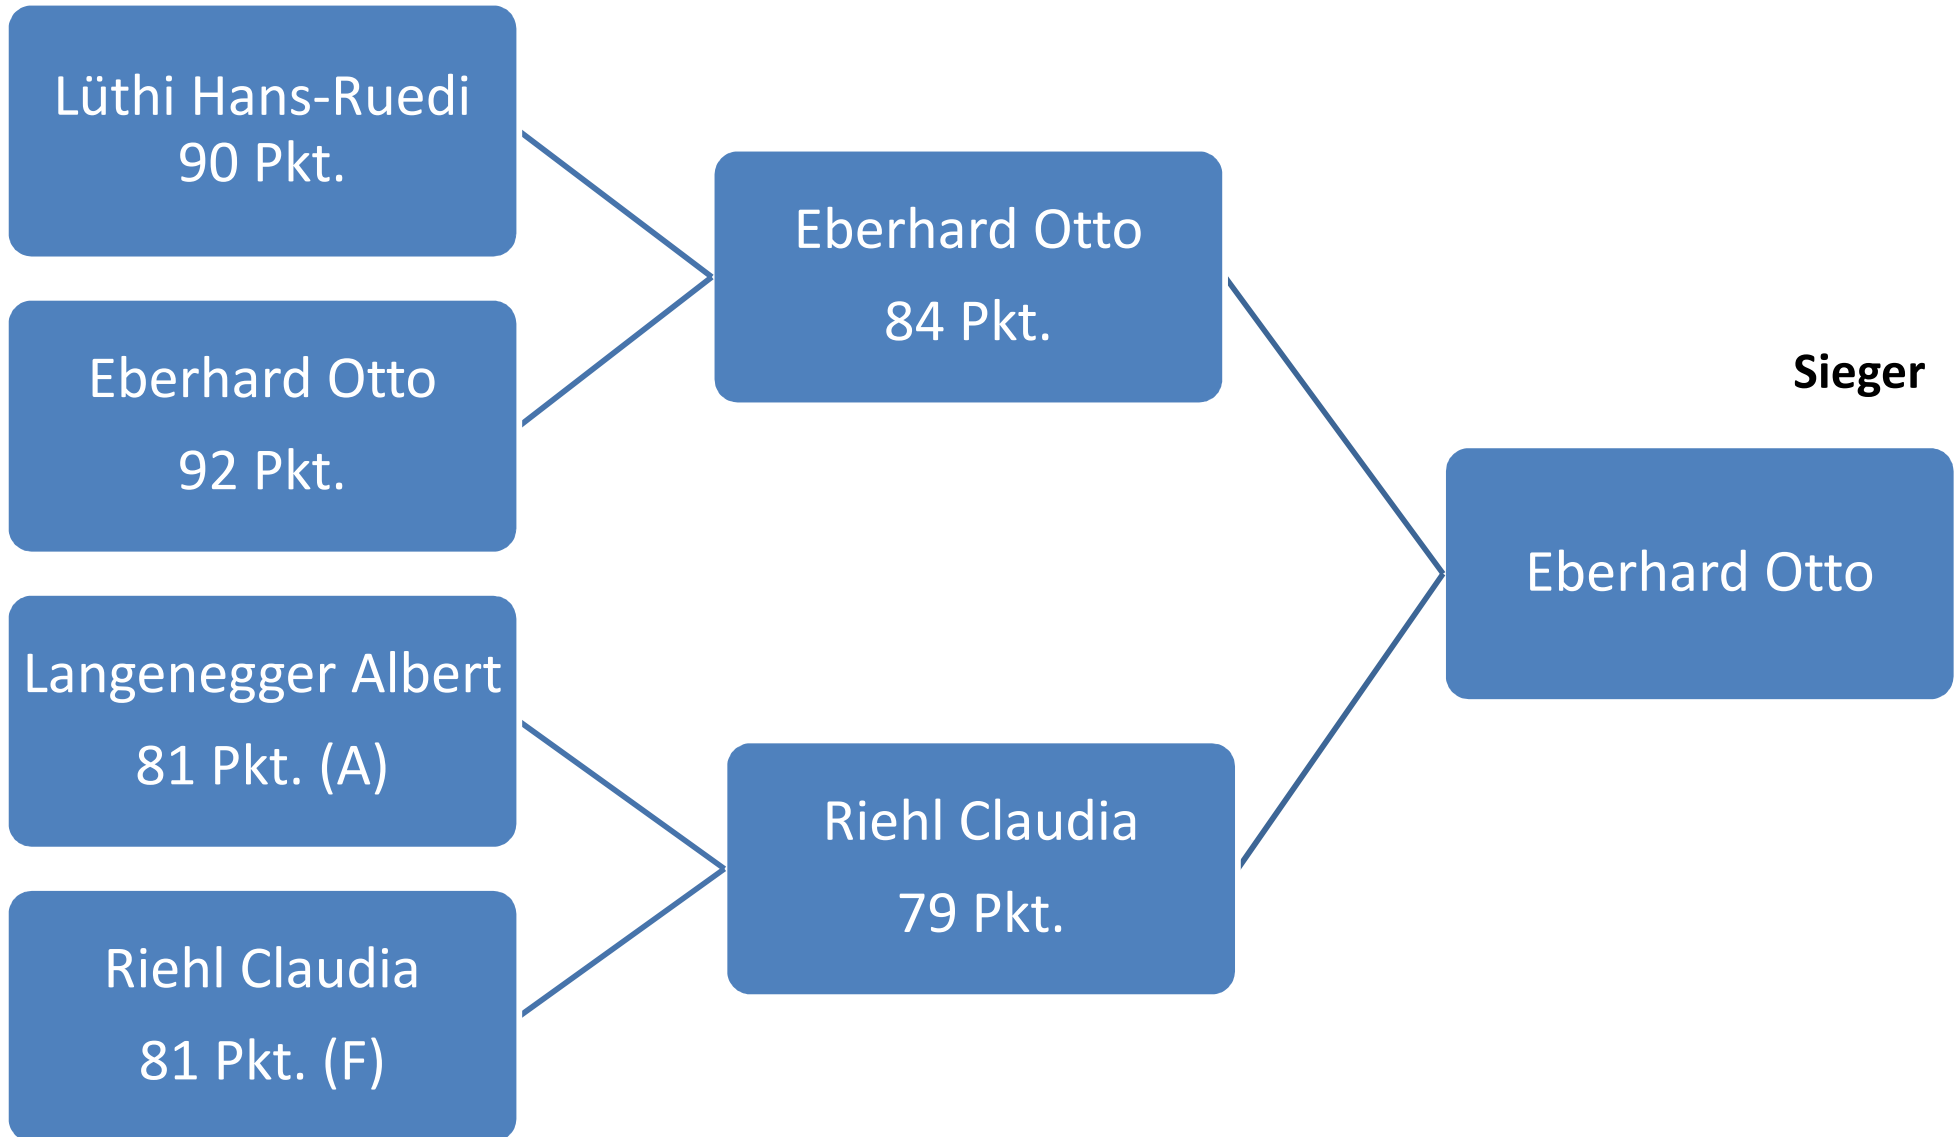 Lüthi Hans-Ruedi
90 Pkt.
Eberhard Otto
92 Pkt.
Langenegger Albert
81 Pkt. (A)
Riehl Claudia
81 Pkt. (F)
Eberhard Otto
84 Pkt.
Riehl Claudia
79 Pkt.
Sieger
Eberhard Otto